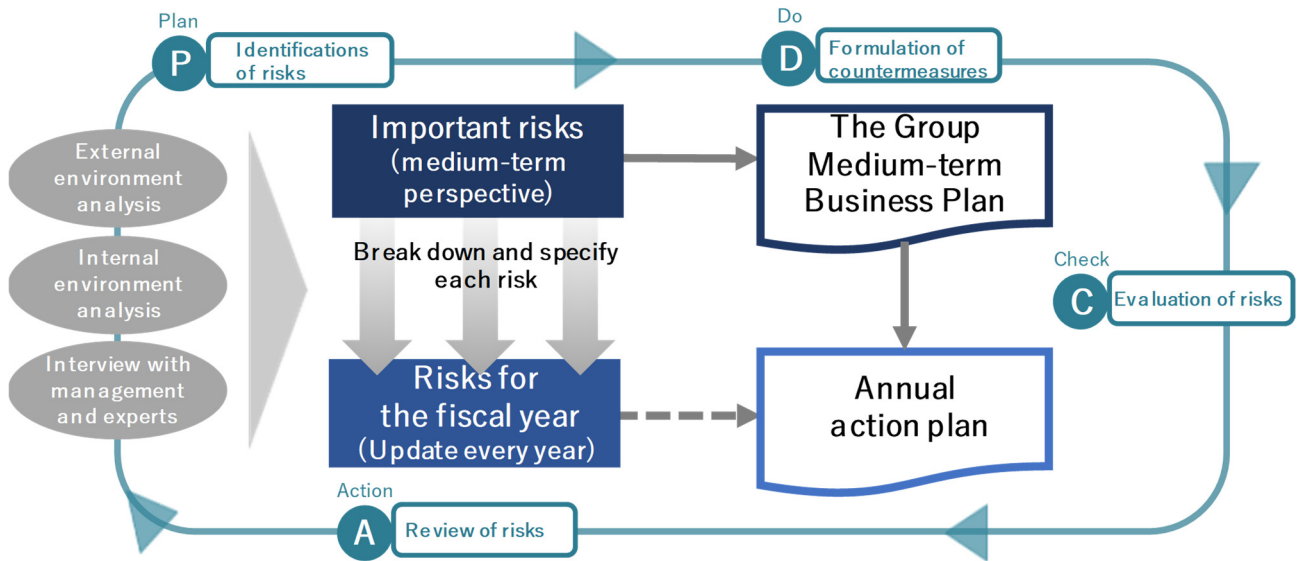 Plan
P
Identifications
of risks
Do
D
Formulation of
countermeasures
External
environment
analysis
Internal
environment
analysis
Interview with
management
and experts
Important risks
(medium-term
perspective)
Break down and specify
each risk
Risks for
the fiscal year
(Update every year)
The Group
Medium-term
Business Plan
Annual
action plan
Check
C
Evaluation of risks
Action
A
Review of risks